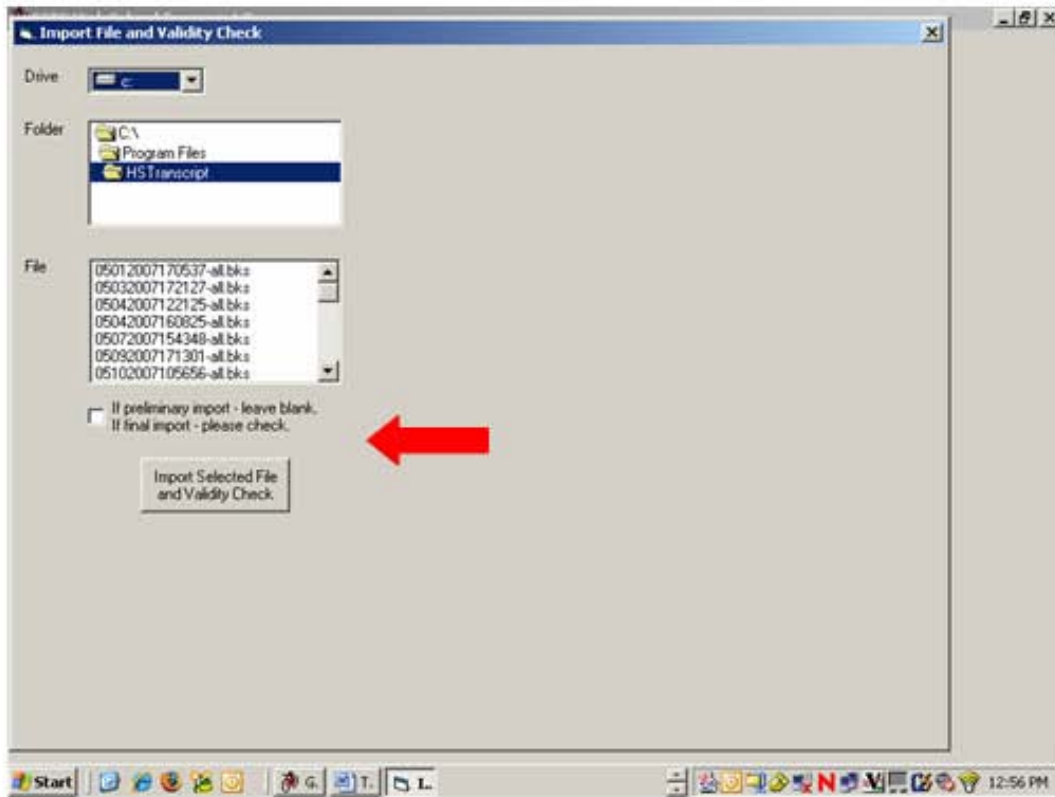 Import File and Validity Check
Drive
c:
Folder
C:\
Program Files
HSTranscript
File
05012007170537-all.bks
05032007172127-all.bks
05042007122125-all.bks
05042007160825-all.bks
05072007154348-all.bks
05092007171301-all.bks
05102007105656-all.bks
If preliminary import - leave blank.
If final import - please check.
Import Selected File
and Validity Check
Start
G.
T.
I..
12:56 PM